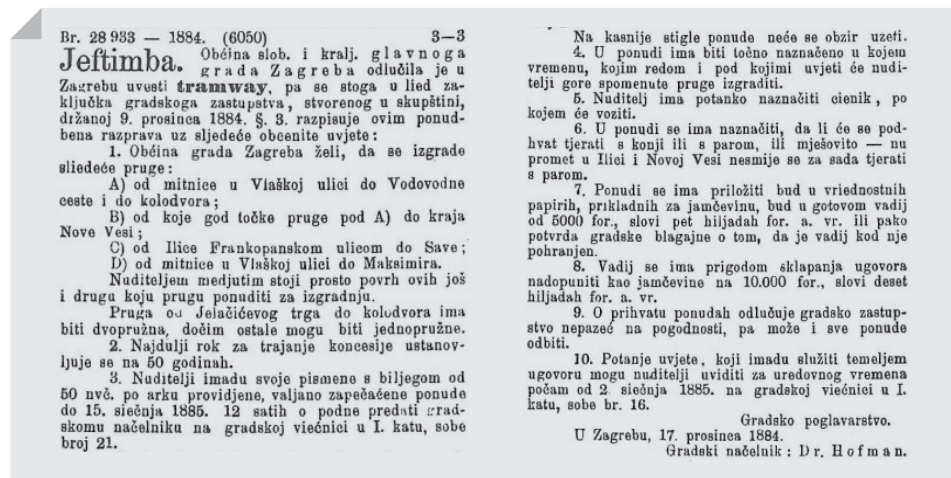 Br. 28 933 — 1884. (6050) 3—3
Jeftimba. Obćina slob. i kralj. glavnoga
grada Zagreba odlučila je u
Zagrebu uvesti tramway, pa se stoga u lied za-
ključka gradskoga zastupstva, stvorenog u skupštini,
držanoj 9. prosinca 1884. §. 3. razpisuje ovim ponud-
bena razprava uz sljedeće obcenite uvjete:
1. Obćina grada Zagreba želi, da se izgrade
sliedeće pruge:
A) od mitnice u Vlaškoj ulici do Vodovodne
ceste i do kolodvora;
B) od koje god točke pruge pod A) do kraja
Nove Vesi;
C) od Ilice Frankopanskom ulicom do Save;
D) od mitnice u Vlaškoj ulici do Maksimira.
Nuditeljem medjutim stoji prosto povrh ovih još
i drugu koju prugu ponuditi za izgradnju.
Pruga od Jelačićevog trga do kolodvora ima
biti dvopružna, dočim ostale mogu biti jednopružne.
2. Najdulji rok za trajanje koncesije ustanov-
ljuje se na 50 godinah.
3. Nuditelji imadu svoje pismene s biljegom od
50 nvč. po arku providjene, valjano zapečaćene ponude
do 15. siečnja 1885. 12 satih o podne predati grad-
skomu načelniku na gradskoj viećnici u I. katu, sobe
broj 21.
Na kasnije stigle ponude neće se obzir uzeti.
4. U ponudi ima biti točno naznačeno u kojem
vremenu, kojim redom i pod kojimi uvjeti će nudi-
telji gore spomenute pruge izgraditi.
5. Nuditelj ima potanko naznačiti cienik, po
kojem će voziti.
6. U ponudi se ima naznačiti, da li će se pod-
hvat tjerati s konji ili s parom, ili mješovito — nu
promet u Ilici i Novoj Vesi nesmije se za sada tjerati
s parom.
7. Ponudi se ima priložiti bud u vriednostnih
papirih, prikladnih za jamčevinu, bud u gotovom vadij
od 5000 for., slovi pet hiljadah for. a. vr. ili pako
potvrda gradske blagajne o tom, da je vadij kod nje
pohranjen.
8. Vadij se ima prigodom sklapanja ugovora
nadopuniti kao jamčevine na 10.000 for., slovi deset
hiljadah for. a. vr.
9. O prihvatu ponudah odlučuje gradsko zastup-
stvo nepazeć na pogodnosti, pa može i sve ponude
odbiti.
10. Potanje uvjete, koji imadu služiti temeljem
ugovoru mogu nuditelji uviditi za uredovnog vremena
počam od 2. siečnja 1885. na gradskoj viećnici u I.
katu, sobe br. 16.
Gradsko poglavarstvo.
U Zagrebu, 17. prosinca 1884.
Gradski načelnik: Dr. Hofman.